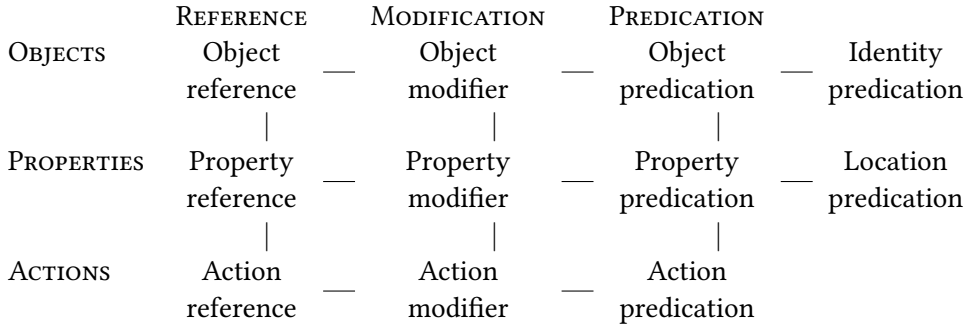 REFERENCE MODIFICATION PREDICATION
OBJECTS Object Object Object Identity
reference — modifier — predication — predication
| | |
PROPERTIES Property Property Property Location
reference — modifier — predication — predication
| | |
ACTIONS Action Action Action
reference — modifier — predication